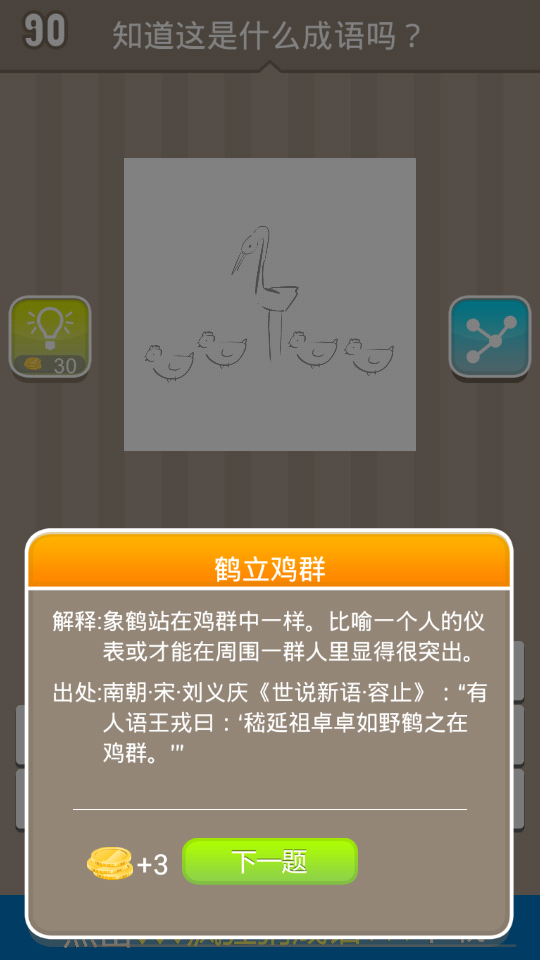 90
知道这是什么成语吗？
30
鹤立鸡群
解释:象鹤站在鸡群中一样。比喻一个人的仪
表或才能在周围一群人里显得很突出。
出处:南朝·宋·刘义庆《世说新语·容止》："有
人语王戎曰：'嵇延祖卓卓如野鹤之在
鸡群。'"
+3
下一题